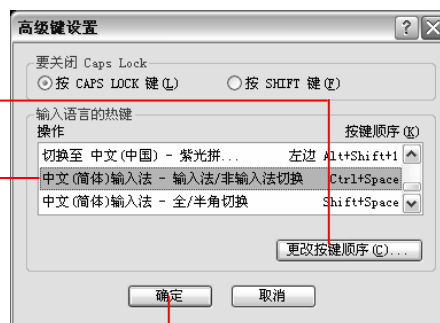 高级键设置
要关闭 Caps Lock
按 CAPS LOCK 键(L) 按 SHIFT 键(F)
输入语言的热键
操作 按键顺序(K)
切换至 中文(中国) - 紫光拼... 左边 Alt+Shift+1
中文(简体)输入法 - 输入法/非输入法切换 Ctrl+Space
中文(简体)输入法 - 全/半角切换 Shift+Space
更改按键顺序(C)...
确定 取消